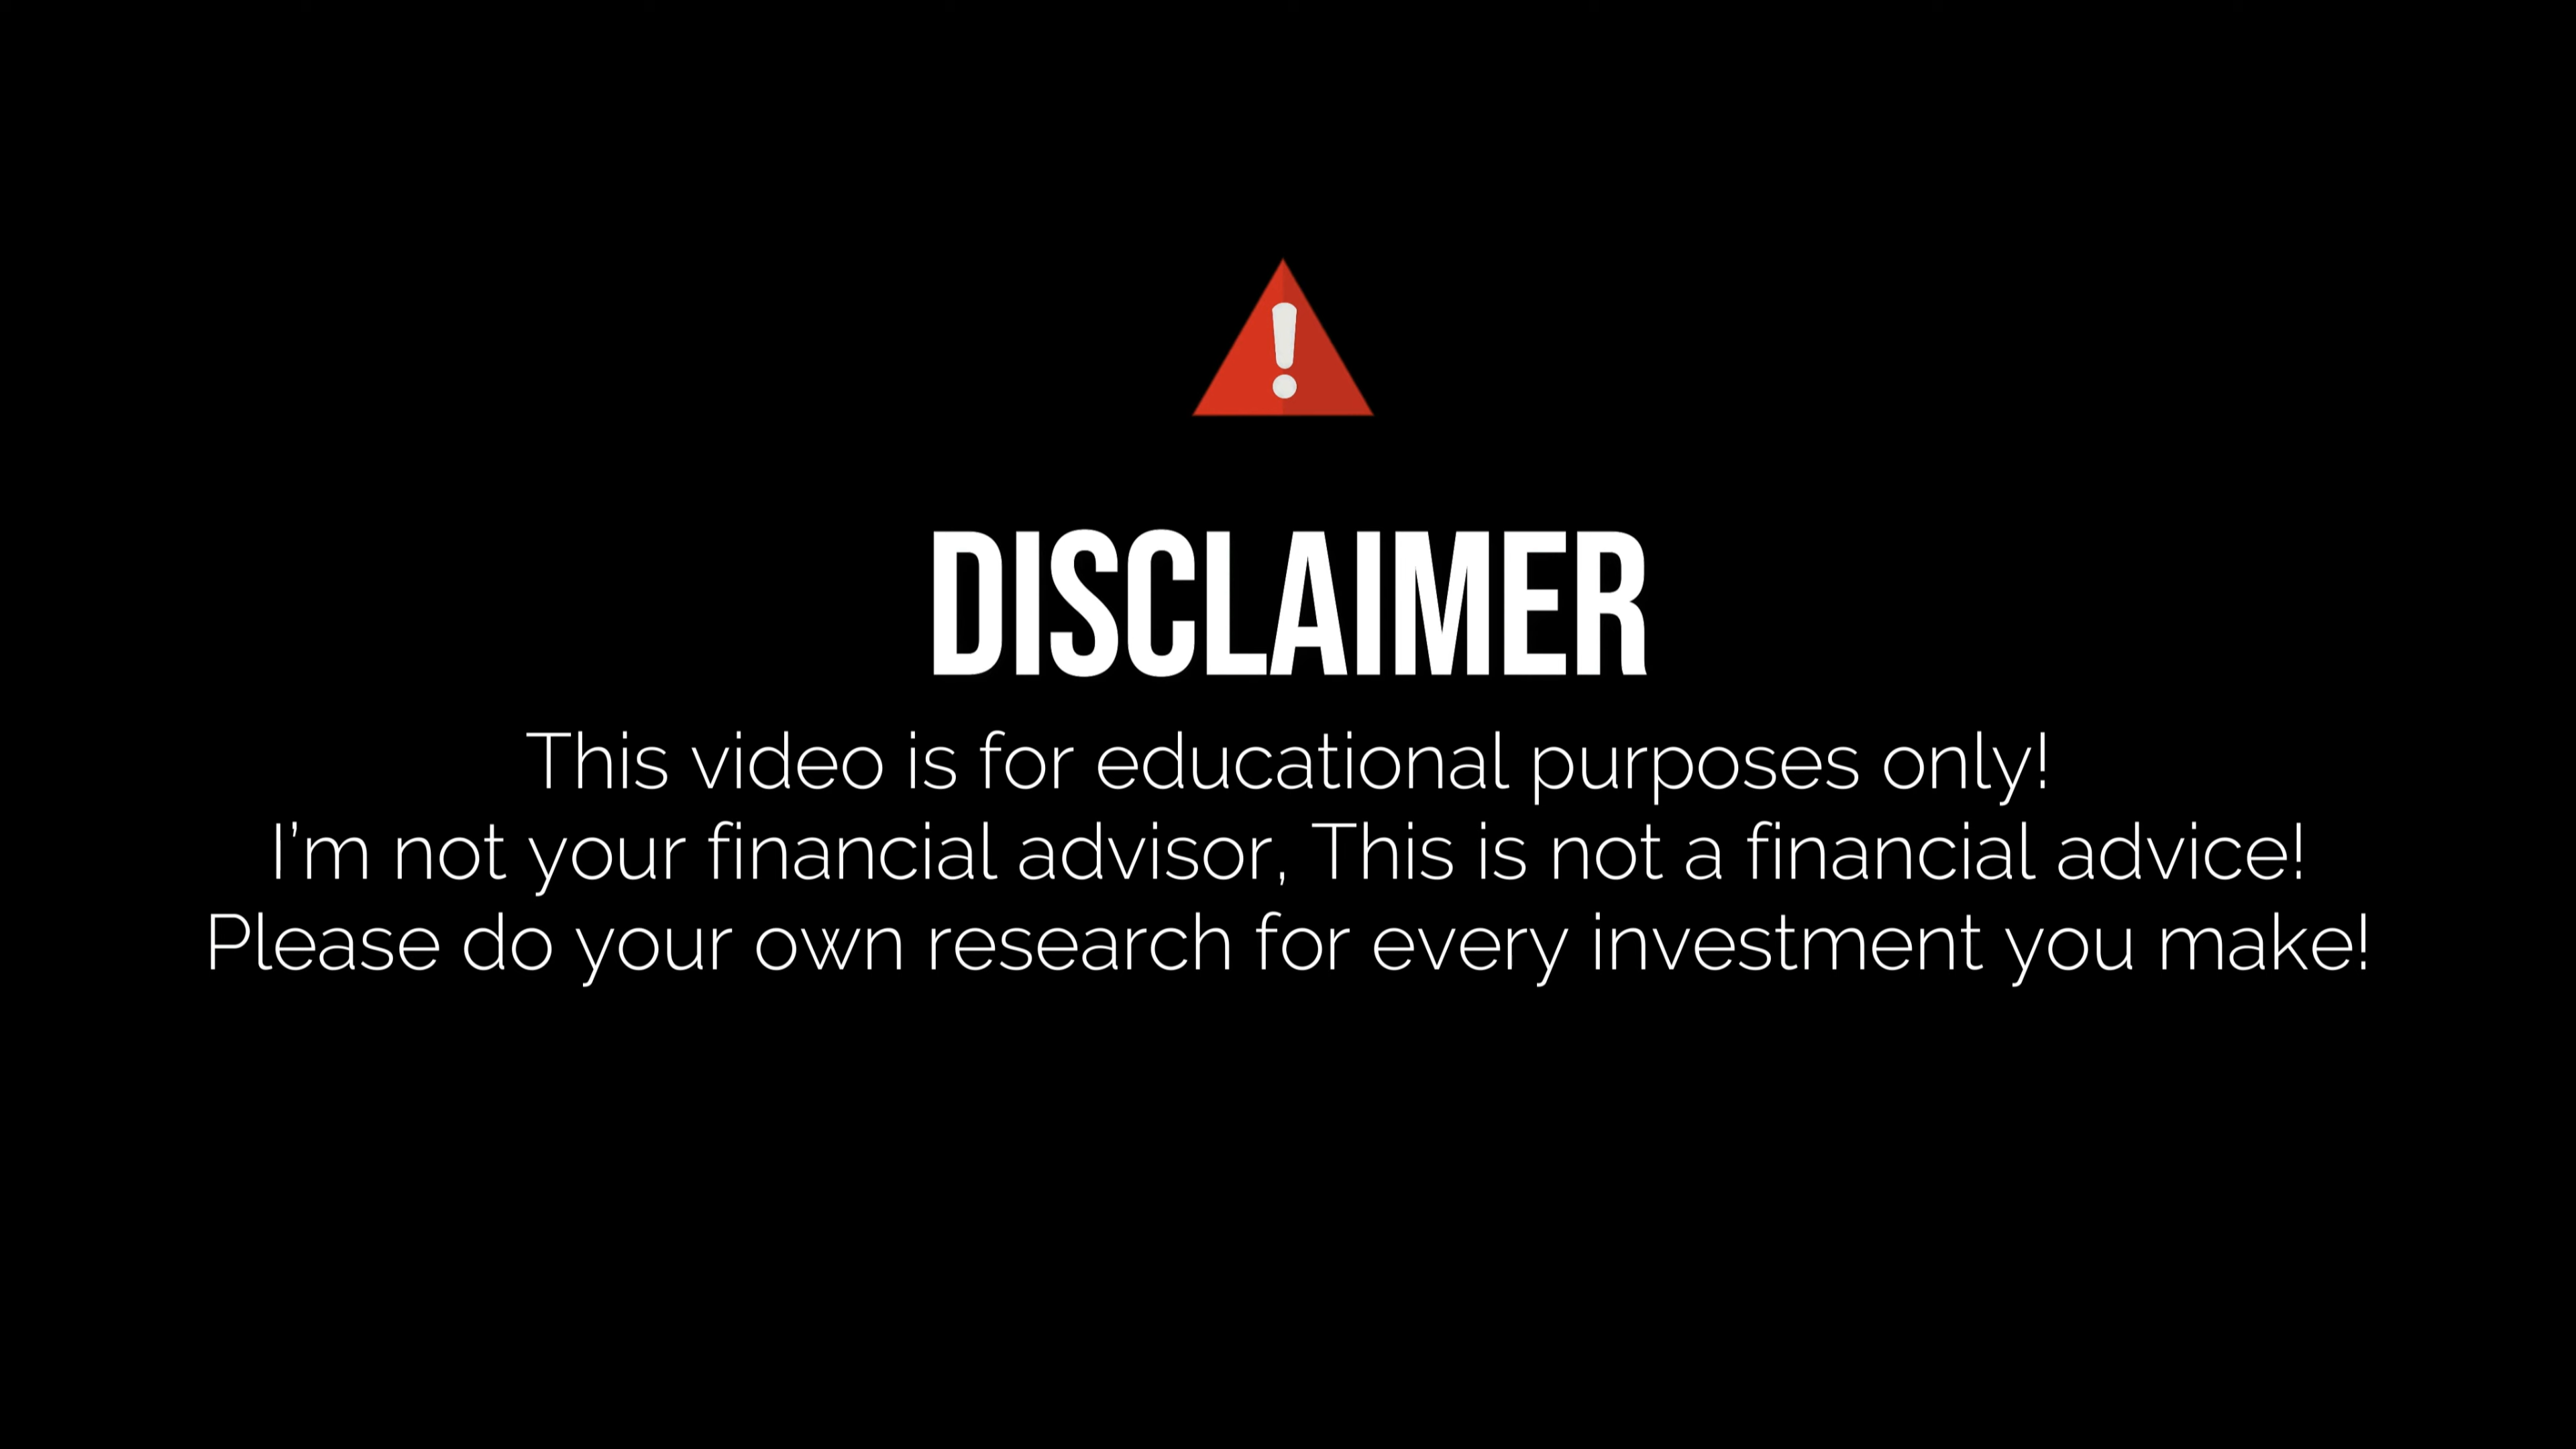 DISCLAIMER
This video is for educational purposes only!
I'm not your financial advisor, This is not a financial advice!
Please do your own research for every investment you make!